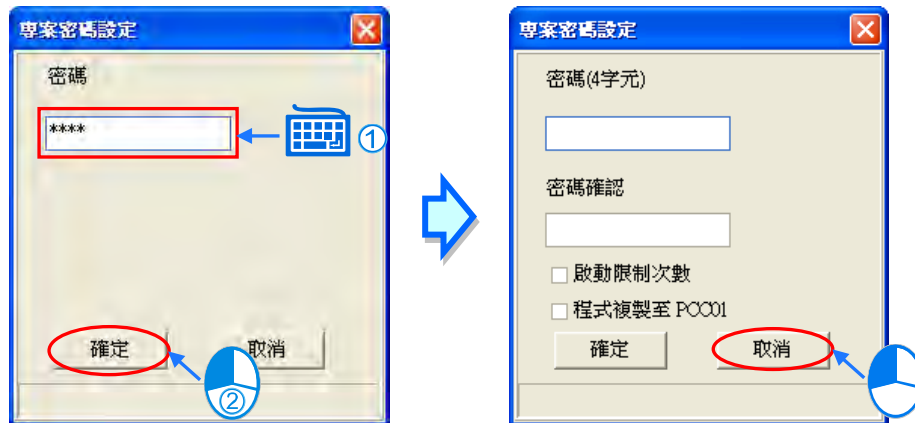 專案密碼設定
密碼
****
①
確定
取消
②
專案密碼設定
密碼(4字元)
密碼確認
啟動限制次數
程式複製至 PCC01
確定
取消